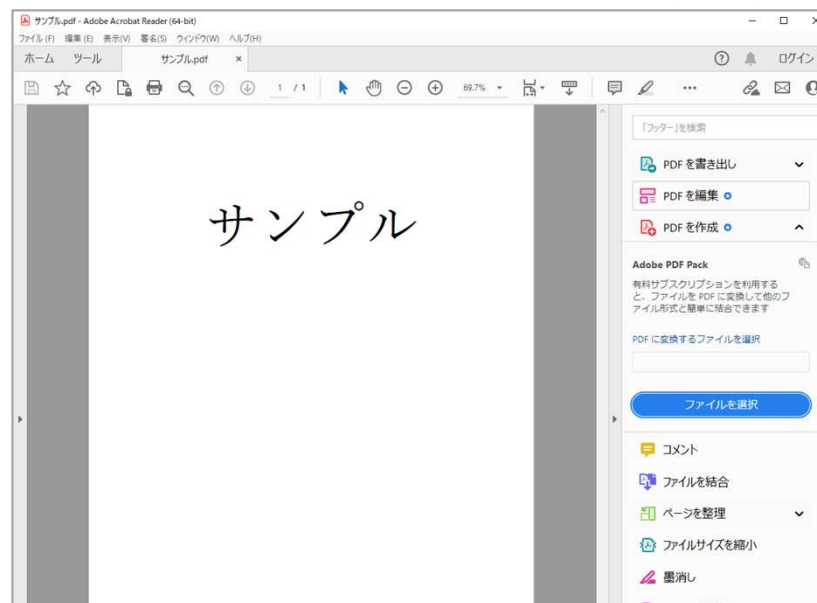 サンプル.pdf - Adobe Acrobat Reader (64-bit)
ファイル(F) 編集(E) 表示(V) 署名(S) ウィンドウ(W) ヘルプ(H)
ホーム ツール サンプル.pdf × ログイン
1 / 1 69.7%
「フッター」を検索
サンプル
PDF を書き出し
PDF を編集
PDF を作成
Adobe PDF Pack
有料サブスクリプションを利用する
と、ファイルを PDF に変換して他のフ
ァイル形式と簡単に結合できます
PDF に変換するファイルを選択
ファイルを選択
コメント
ファイルを結合
ページを整理
ファイルサイズを縮小
墨消し